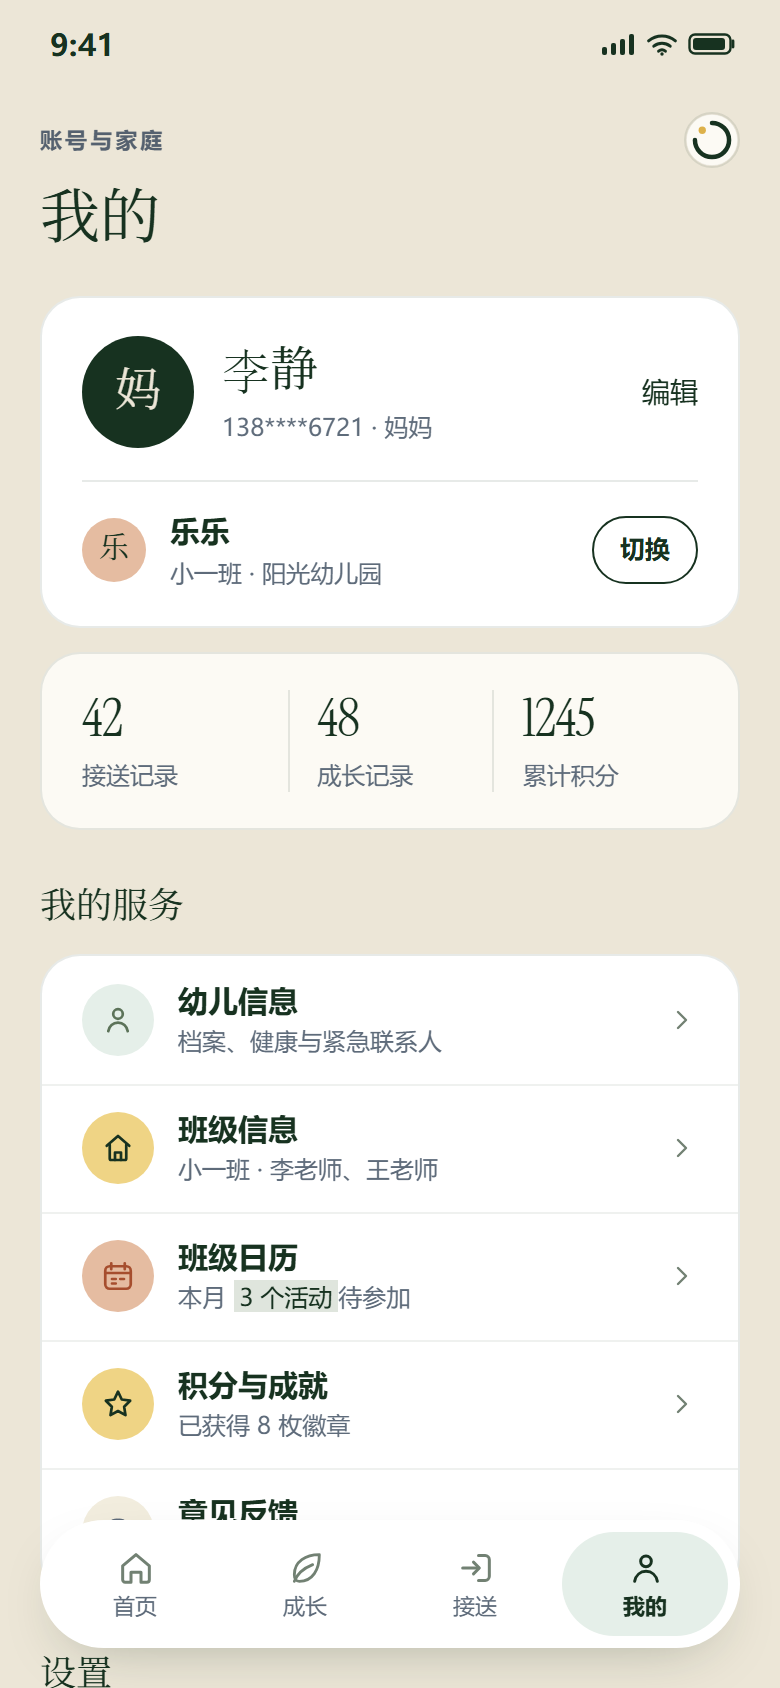 9:41
账号与家庭
我的
妈
李静
编辑
138****6721 · 妈妈
乐
乐乐
小一班 · 阳光幼儿园
切换
42
48
1245
接送记录
成长记录
累计积分
我的服务
幼儿信息
档案、健康与紧急联系人
班级信息
小一班 · 李老师、王老师
班级日历
本月 3 个活动 待参加
积分与成就
已获得 8 枚徽章
意见反馈
首页
成长
接送
我的
设置